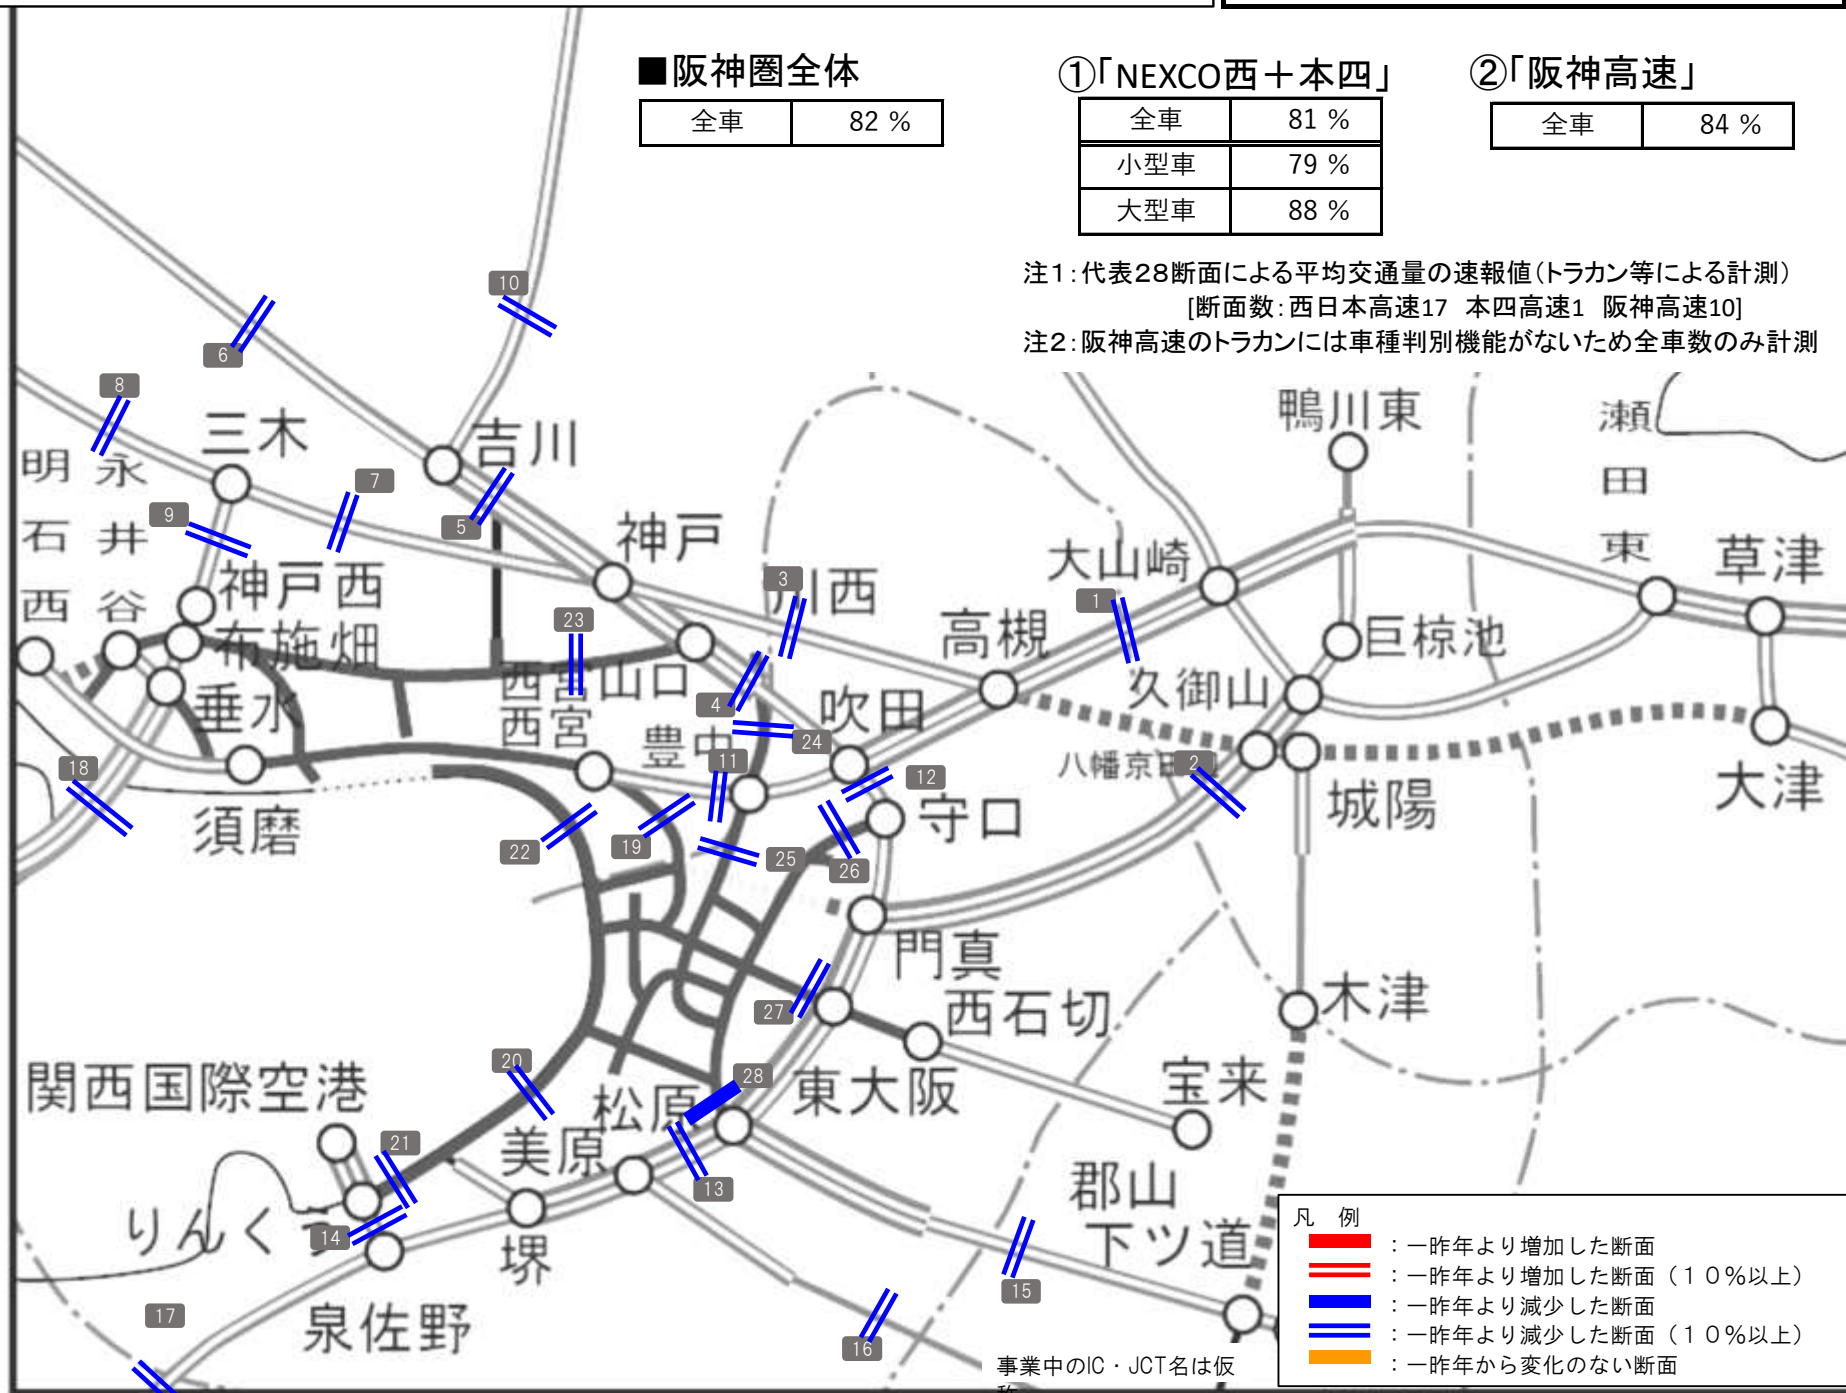 ■阪神圏全体
全車 82 %
①「NEXCO西＋本四」
全車 81 %
小型車 79 %
大型車 88 %
②「阪神高速」
全車 84 %
注1：代表28断面による平均交通量の速報値（トラカン等による計測）
[断面数：西日本高速17 本四高速1 阪神高速10]
注2：阪神高速のトラカンには車種判別機能がないため全車数のみ計測
10
6
8
三木
吉川
鴨川東
瀬田東
明石西
永井谷
7
9
5
神戸
大山崎
草津
神戸西
3
川西
1
高槻
布施畑
23
巨椋池
西宮山口
久御山
垂水
4
吹田
西宮
24
豊中
11
八幡京田
2
18
12
城陽
大津
須磨
守口
22
19
25
26
門真
27
西石切
木津
関西国際空港
20
28
松原
東大阪
宝来
21
美原
13
郡山
りんくう
14
堺
下ツ道
15
17
泉佐野
16
事業中のIC・JCT名は仮
称
凡 例
：一昨年より増加した断面
：一昨年より増加した断面（１０%以上）
：一昨年より減少した断面
：一昨年より減少した断面（１０%以上）
：一昨年から変化のない断面